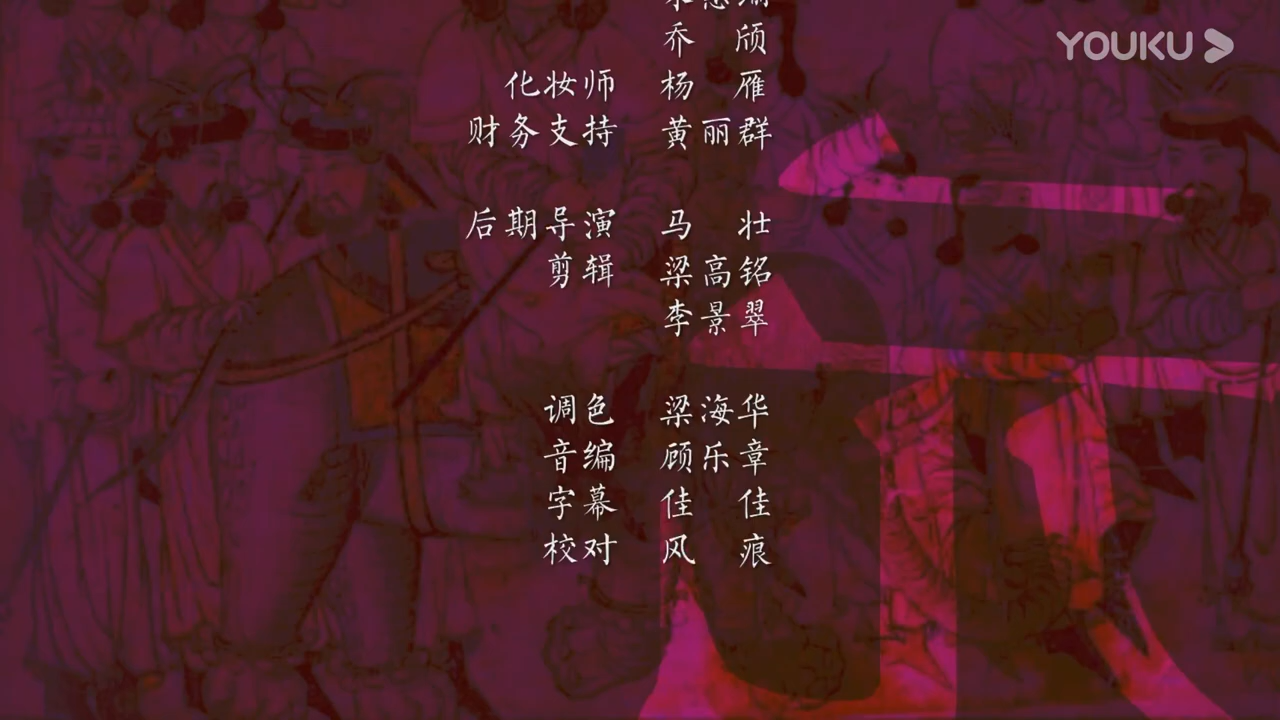 YOUKU
乔 颀
化妆师 杨 雁
财务支持 黄丽群
后期导演 马 壮
剪辑 梁高铭
李景翠
调色 梁海华
音编 顾乐章
字幕 佳 佳
校对 风 痕